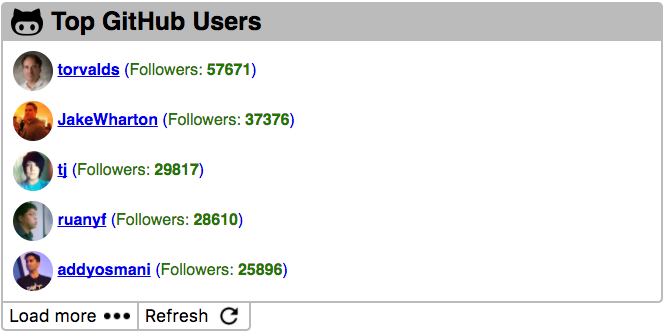 Top GitHub Users
torvalds (Followers: 57671)
JakeWharton (Followers: 37376)
tj (Followers: 29817)
ruanyf (Followers: 28610)
addyosmani (Followers: 25896)
Load more ••• Refresh